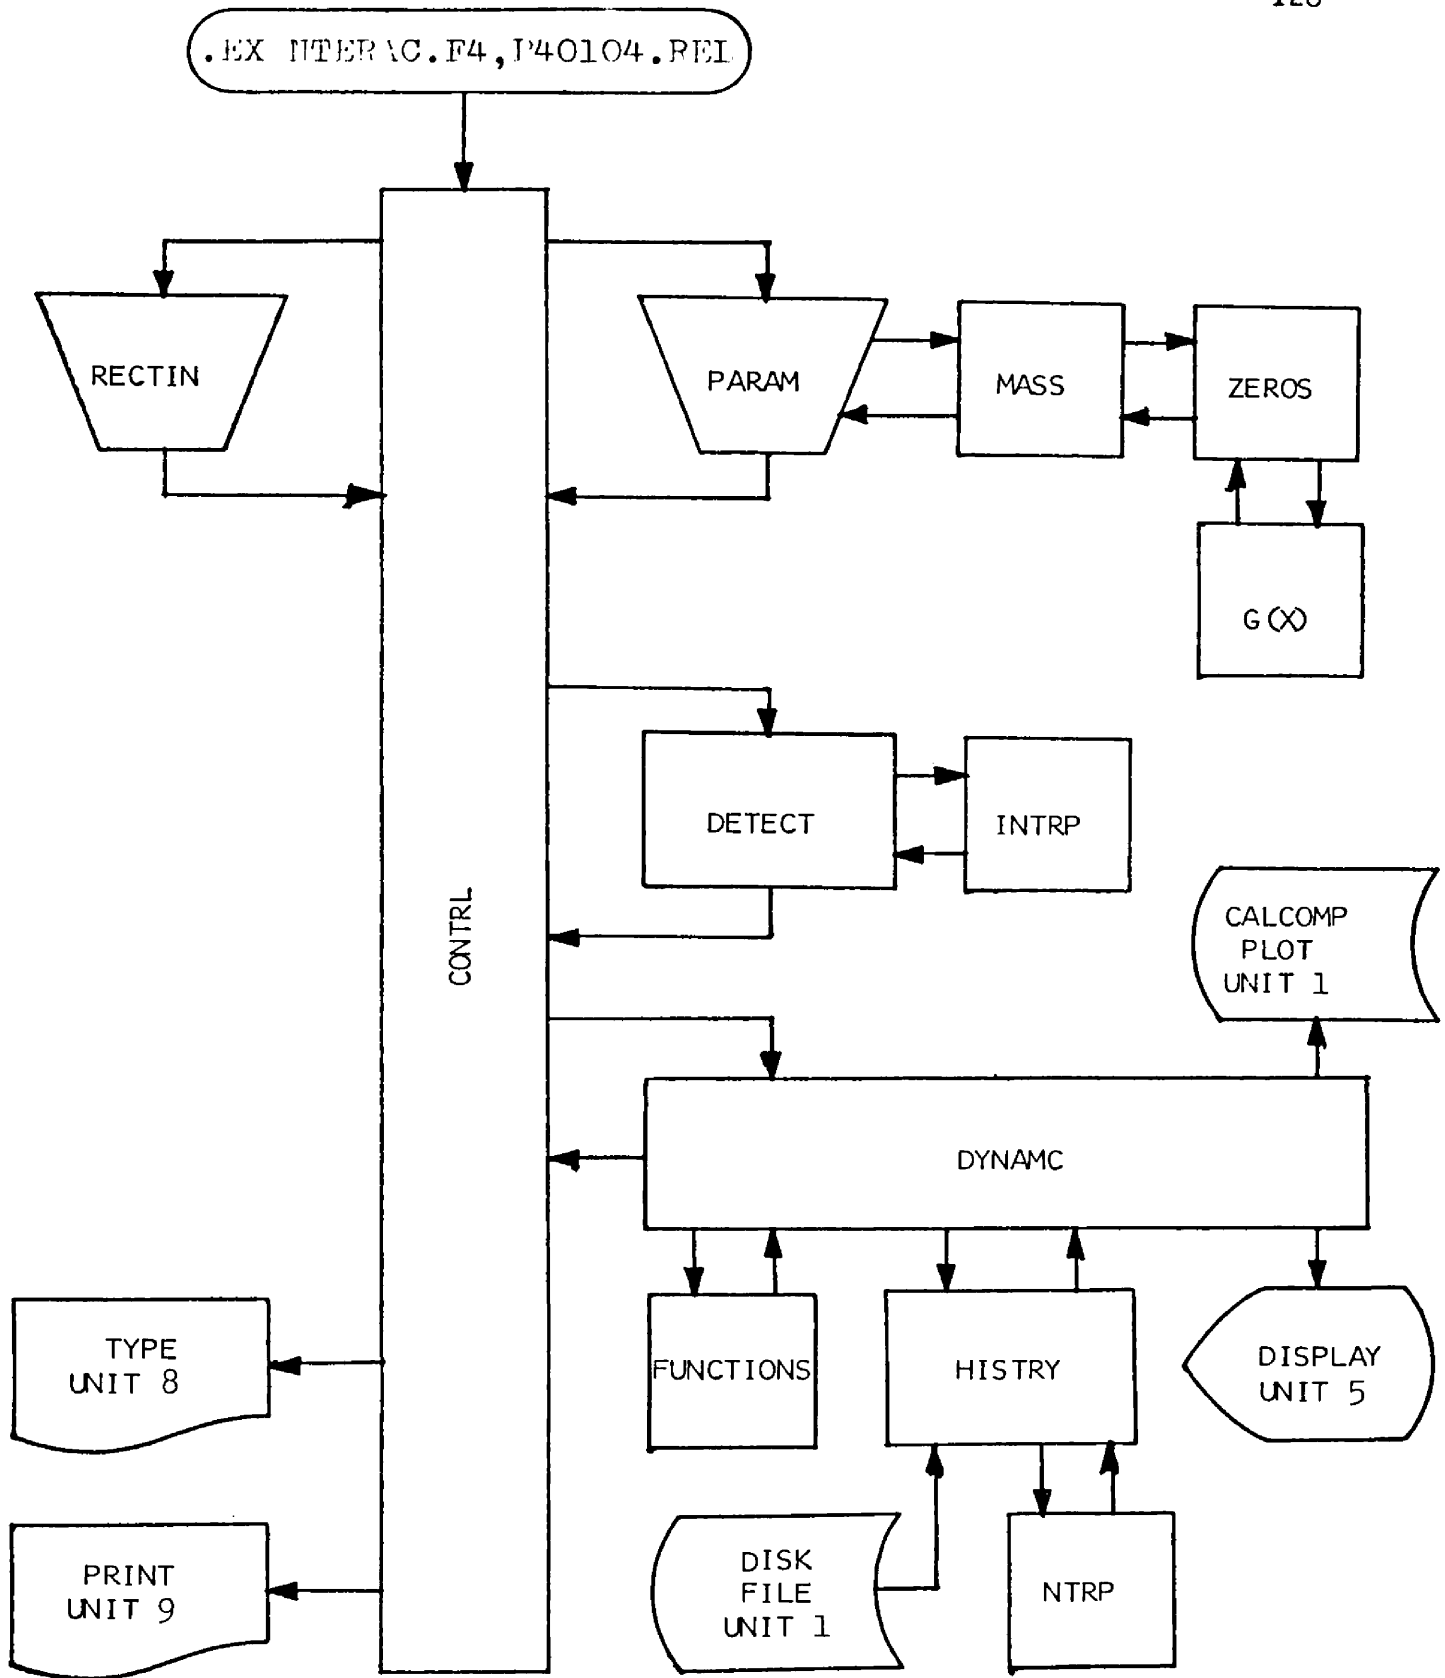 .EX NTERAC.F4,P40104.REL
RECTIN
PARAM
MASS
ZEROS
G(X)
DETECT
INTRP
CONTRL
CALCOMP
PLOT
UNIT 1
DYNAMC
TYPE
UNIT 8
FUNCTIONS
HISTRY
DISPLAY
UNIT 5
PRINT
UNIT 9
DISK
FILE
UNIT 1
NTRP